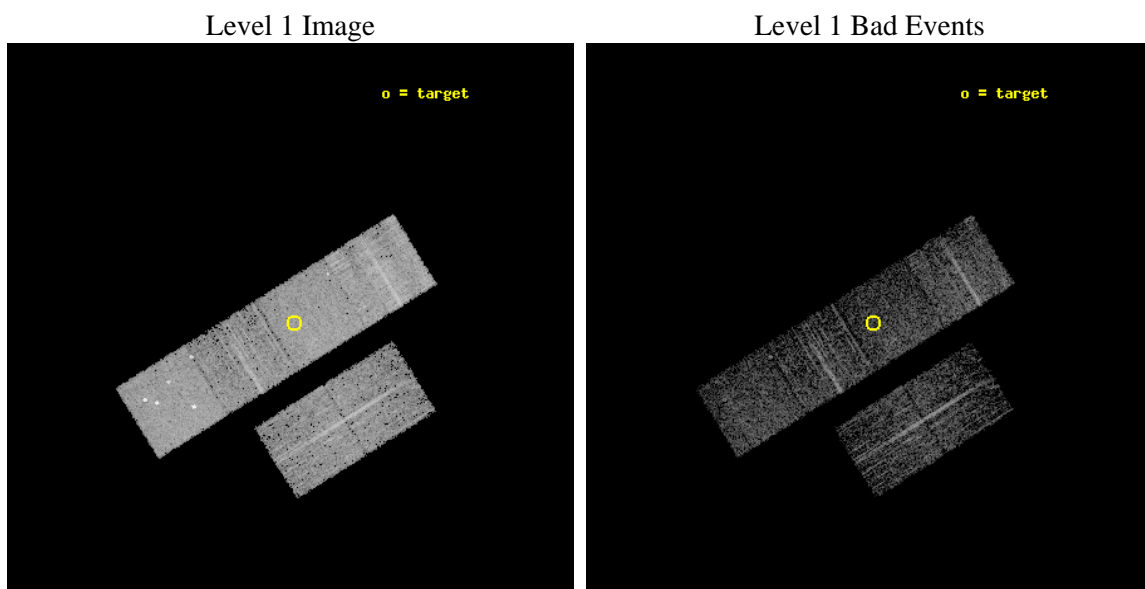 Level 1 Image
Level 1 Bad Events
o = target
o = target